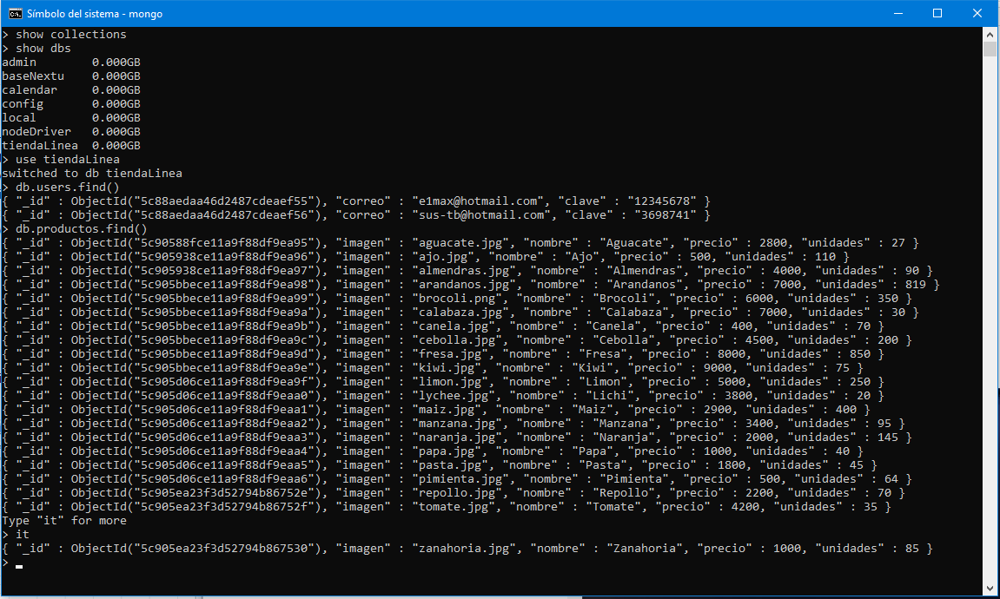 Símbolo del sistema - mongo
> show collections
> show dbs
admin 0.000GB
baseNextu 0.000GB
calendar 0.000GB
config 0.000GB
local 0.000GB
nodeDriver 0.000GB
tiendaLinea 0.000GB
> use tiendaLinea
switched to db tiendaLinea
> db.users.find()
{ "_id" : ObjectId("5c88aedaa46d2487cdeaef55"), "correo" : "e1max@hotmail.com", "clave" : "12345678" }
{ "_id" : ObjectId("5c88aedaa46d2487cdeaef56"), "correo" : "sus-tb@hotmail.com", "clave" : "3698741" }
> db.productos.find()
{ "_id" : ObjectId("5c90588fce11a9f88df9ea95"), "imagen" : "aguacate.jpg", "nombre" : "Aguacate", "precio" : 2800, "unidades" : 27 }
{ "_id" : ObjectId("5c905938ce11a9f88df9ea96"), "imagen" : "ajo.jpg", "nombre" : "Ajo", "precio" : 500, "unidades" : 110 }
{ "_id" : ObjectId("5c905938ce11a9f88df9ea97"), "imagen" : "almendras.jpg", "nombre" : "Almendras", "precio" : 4000, "unidades" : 90 }
{ "_id" : ObjectId("5c905bbece11a9f88df9ea98"), "imagen" : "arandanos.jpg", "nombre" : "Arandanos", "precio" : 7000, "unidades" : 819 }
{ "_id" : ObjectId("5c905bbece11a9f88df9ea99"), "imagen" : "brocoli.png", "nombre" : "Brocoli", "precio" : 6000, "unidades" : 350 }
{ "_id" : ObjectId("5c905bbece11a9f88df9ea9a"), "imagen" : "calabaza.jpg", "nombre" : "Calabaza", "precio" : 7000, "unidades" : 30 }
{ "_id" : ObjectId("5c905bbece11a9f88df9ea9b"), "imagen" : "canela.jpg", "nombre" : "Canela", "precio" : 400, "unidades" : 70 }
{ "_id" : ObjectId("5c905bbece11a9f88df9ea9c"), "imagen" : "cebolla.jpg", "nombre" : "Cebolla", "precio" : 4500, "unidades" : 200 }
{ "_id" : ObjectId("5c905bbece11a9f88df9ea9d"), "imagen" : "fresa.jpg", "nombre" : "Fresa", "precio" : 8000, "unidades" : 850 }
{ "_id" : ObjectId("5c905bbece11a9f88df9ea9e"), "imagen" : "kiwi.jpg", "nombre" : "Kiwi", "precio" : 9000, "unidades" : 75 }
{ "_id" : ObjectId("5c905d06ce11a9f88df9ea9f"), "imagen" : "limon.jpg", "nombre" : "Limon", "precio" : 5000, "unidades" : 250 }
{ "_id" : ObjectId("5c905d06ce11a9f88df9eaa0"), "imagen" : "lychee.jpg", "nombre" : "Lichi", "precio" : 3800, "unidades" : 20 }
{ "_id" : ObjectId("5c905d06ce11a9f88df9eaa1"), "imagen" : "maiz.jpg", "nombre" : "Maiz", "precio" : 2900, "unidades" : 400 }
{ "_id" : ObjectId("5c905d06ce11a9f88df9eaa2"), "imagen" : "manzana.jpg", "nombre" : "Manzana", "precio" : 3400, "unidades" : 95 }
{ "_id" : ObjectId("5c905d06ce11a9f88df9eaa3"), "imagen" : "naranja.jpg", "nombre" : "Naranja", "precio" : 2000, "unidades" : 145 }
{ "_id" : ObjectId("5c905d06ce11a9f88df9eaa4"), "imagen" : "papa.jpg", "nombre" : "Papa", "precio" : 1000, "unidades" : 40 }
{ "_id" : ObjectId("5c905d06ce11a9f88df9eaa5"), "imagen" : "pasta.jpg", "nombre" : "Pasta", "precio" : 1800, "unidades" : 45 }
{ "_id" : ObjectId("5c905d06ce11a9f88df9eaa6"), "imagen" : "pimienta.jpg", "nombre" : "Pimienta", "precio" : 500, "unidades" : 64 }
{ "_id" : ObjectId("5c905ea23f3d52794b86752e"), "imagen" : "repollo.jpg", "nombre" : "Repollo", "precio" : 2200, "unidades" : 70 }
{ "_id" : ObjectId("5c905ea23f3d52794b86752f"), "imagen" : "tomate.jpg", "nombre" : "Tomate", "precio" : 4200, "unidades" : 35 }
Type "it" for more
> it
{ "_id" : ObjectId("5c905ea23f3d52794b867530"), "imagen" : "zanahoria.jpg", "nombre" : "Zanahoria", "precio" : 1000, "unidades" : 85 }
>